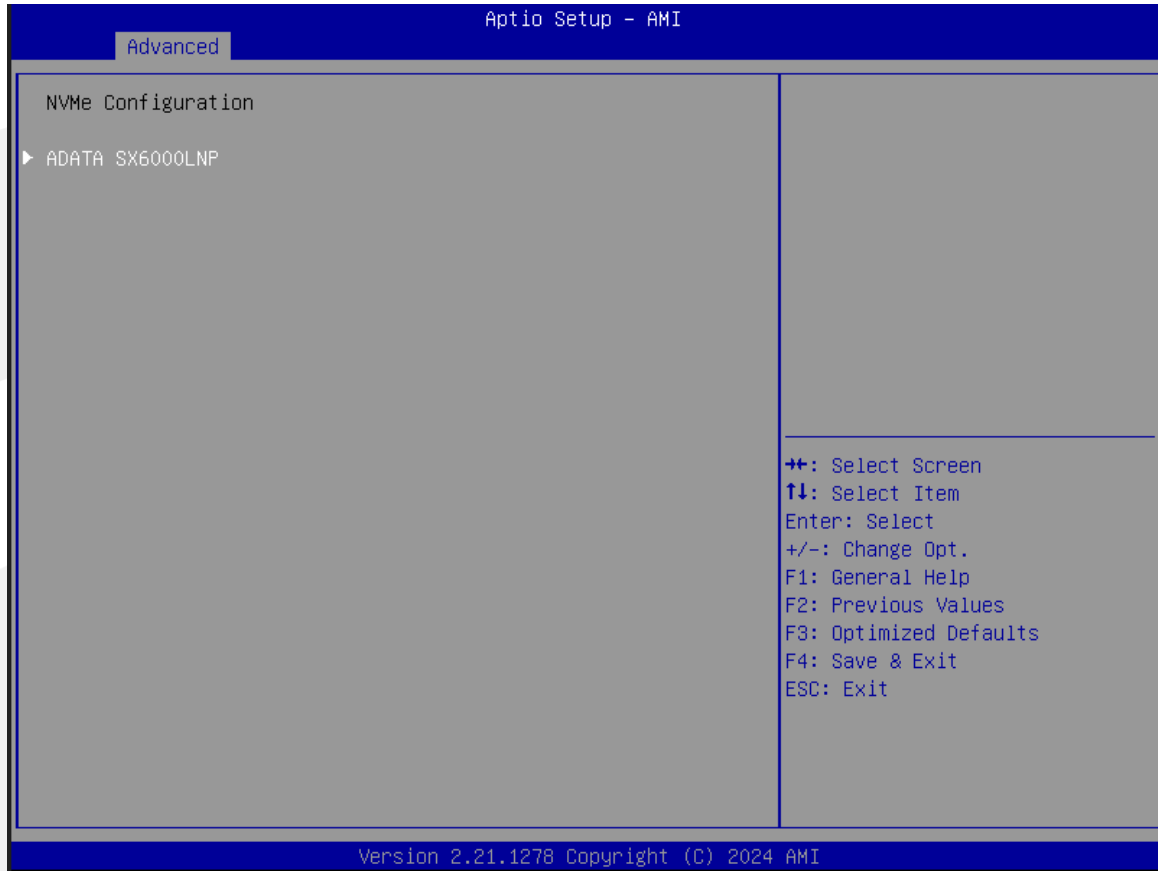 Aptio Setup - AMI
Advanced
NVMe Configuration
▶ ADATA SX6000LNP
→←: Select Screen
↑↓: Select Item
Enter: Select
+/-: Change Opt.
F1: General Help
F2: Previous Values
F3: Optimized Defaults
F4: Save & Exit
ESC: Exit
Version 2.21.1278 Copyright (C) 2024 AMI